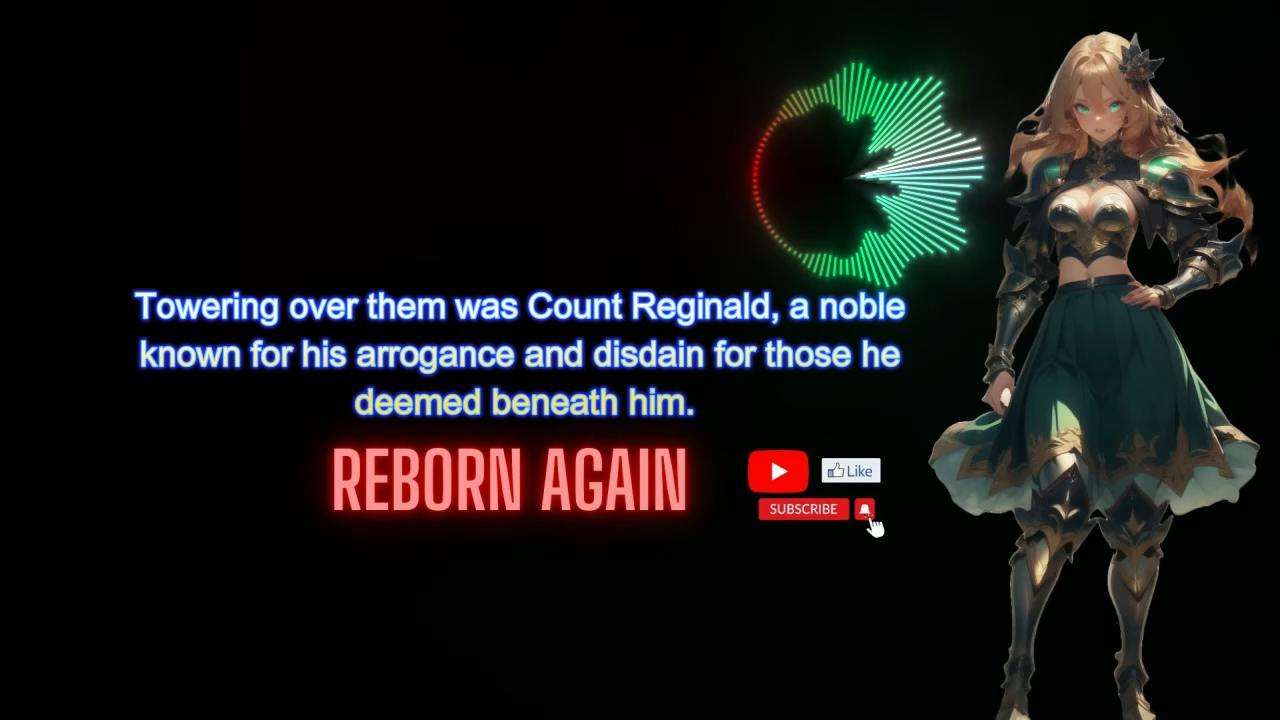 Towering over them was Count Reginald, a noble
known for his arrogance and disdain for those he
deemed beneath him.
REBORN AGAIN
Like
SUBSCRIBE